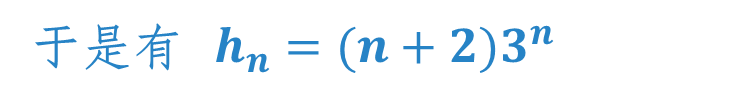 于是有 hₙ = (n + 2)3ⁿ